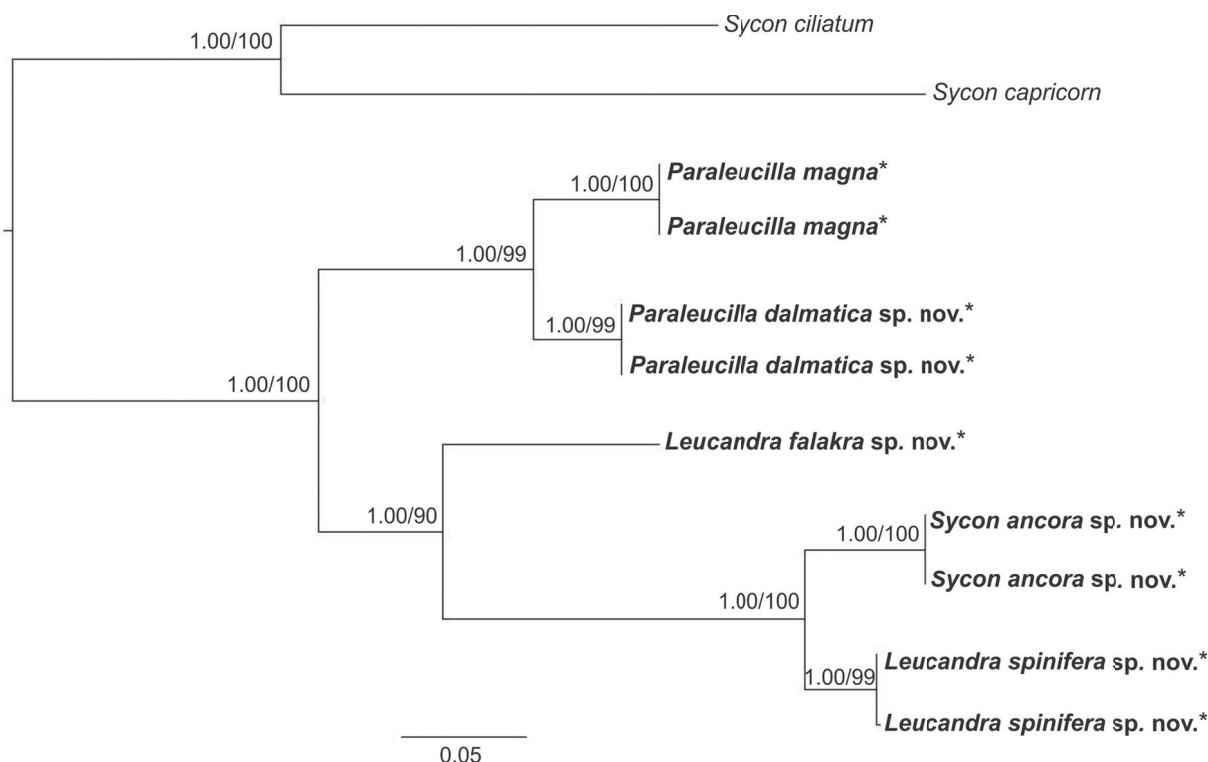 Sycon ciliatum
1.00/100
Sycon capricorn
Paraleucilla magna*
1.00/100
Paraleucilla magna*
1.00/99
Paraleucilla dalmatica sp. nov.*
1.00/99
Paraleucilla dalmatica sp. nov.*
1.00/100
Leucandra falakra sp. nov.*
1.00/90
Sycon ancora sp. nov.*
1.00/100
Sycon ancora sp. nov.*
1.00/100
Leucandra spinifera sp. nov.*
1.00/99
Leucandra spinifera sp. nov.*
0.05